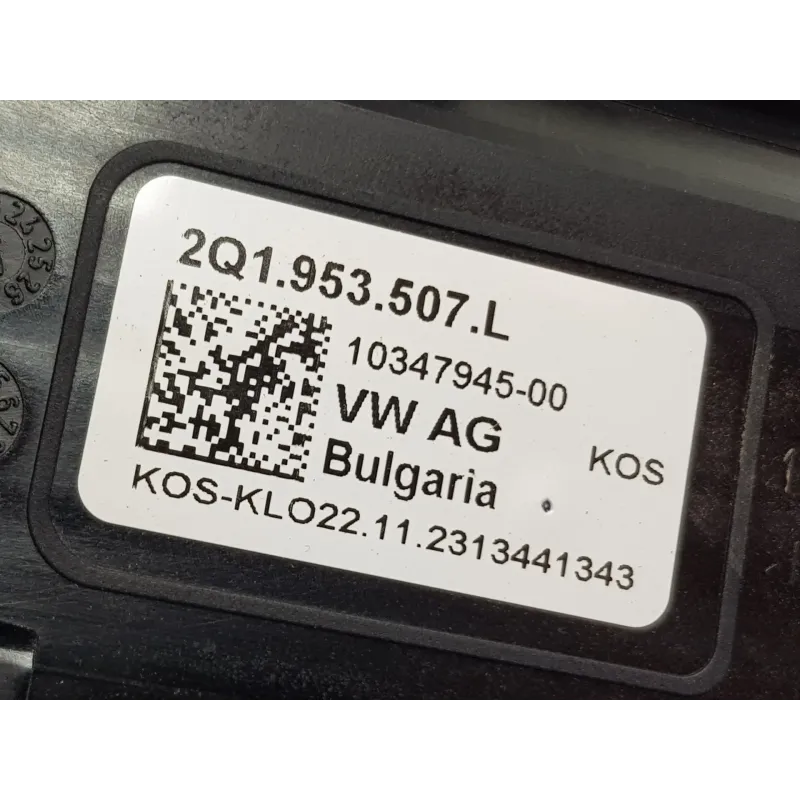 2Q1.953.507.L
10347945-00
VW AG
Bulgaria
KOS
KOS-KLO22.11.2313441343